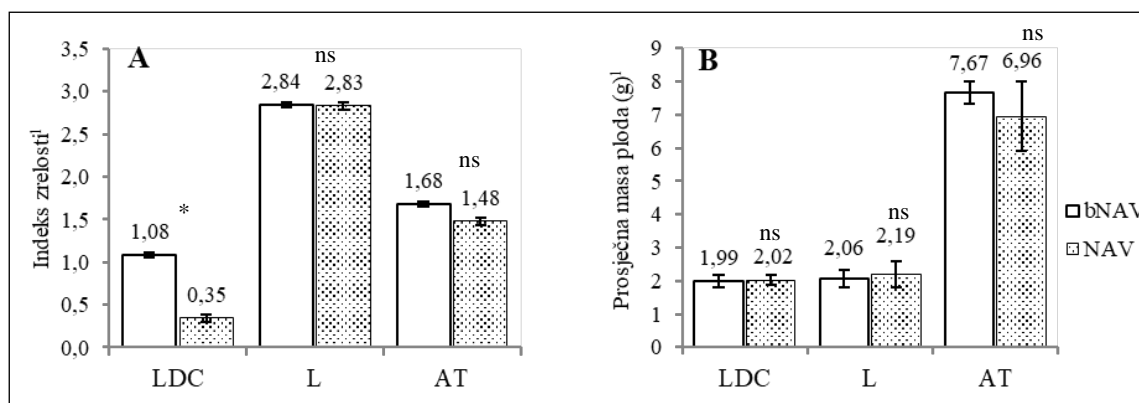 A
Indeks zrelosti¹
3,5
3,0
2,5
2,0
1,5
1,0
0,5
0,0
1,08
*
0,35
ns
2,84
2,83
ns
1,68
1,48
LDC
L
AT
B
Prosječna masa ploda (g)¹
9
8
7
6
5
4
3
2
1
0
ns
1,99
2,02
ns
2,06
2,19
ns
7,67
6,96
LDC
L
AT
bNAV
NAV